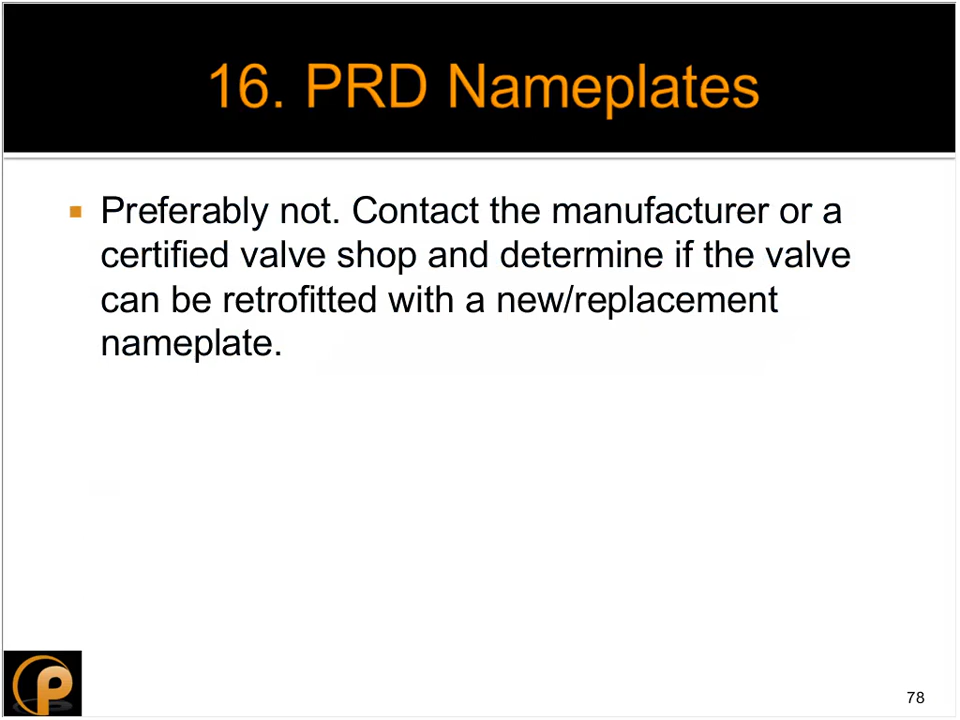 16. PRD Nameplates
Preferably not. Contact the manufacturer or a
certified valve shop and determine if the valve
can be retrofitted with a new/replacement
nameplate.
P
78